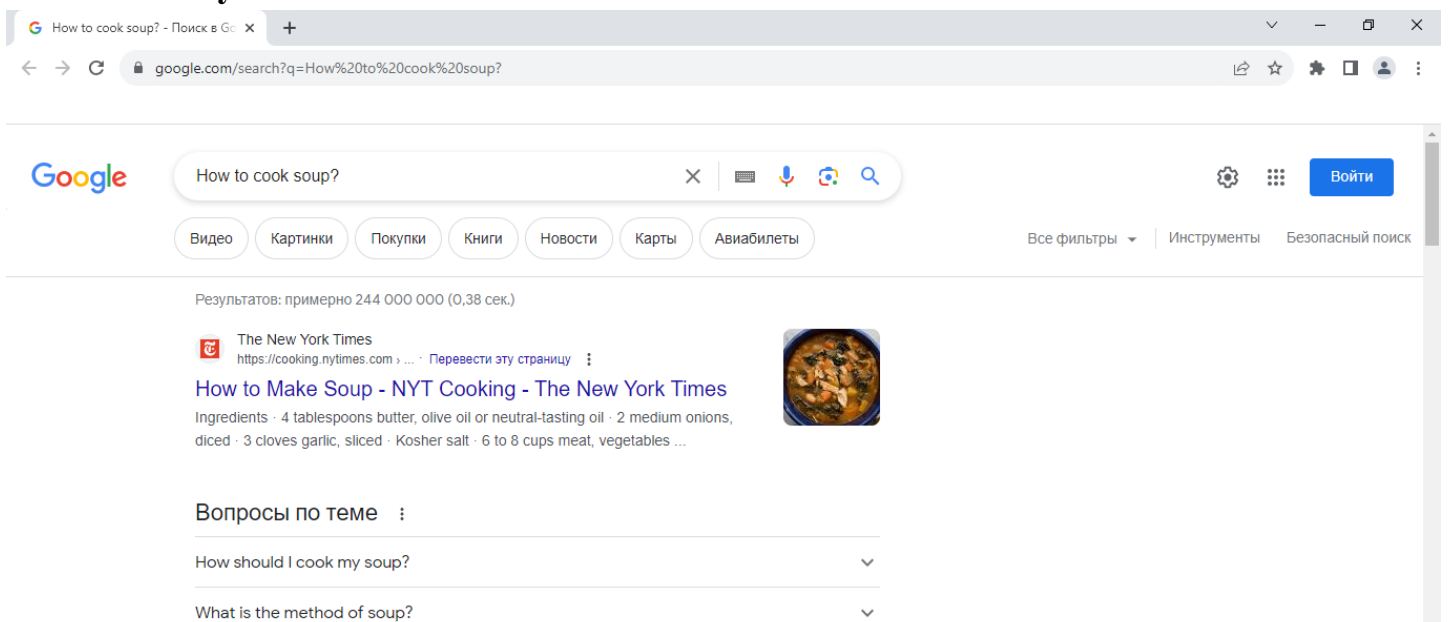 How to cook soup? - Поиск в Go
google.com/search?q=How%20to%20cook%20soup?
Google
How to cook soup?
Войти
Видео Картинки Покупки Книги Новости Карты Авиабилеты Все фильтры Инструменты Безопасный поиск
Результатов: примерно 244 000 000 (0,38 сек.)
The New York Times
https://cooking.nytimes.com › ... · Перевести эту страницу
How to Make Soup - NYT Cooking - The New York Times
Ingredients · 4 tablespoons butter, olive oil or neutral-tasting oil · 2 medium onions,
diced · 3 cloves garlic, sliced · Kosher salt · 6 to 8 cups meat, vegetables ...
Вопросы по теме
How should I cook my soup?
What is the method of soup?